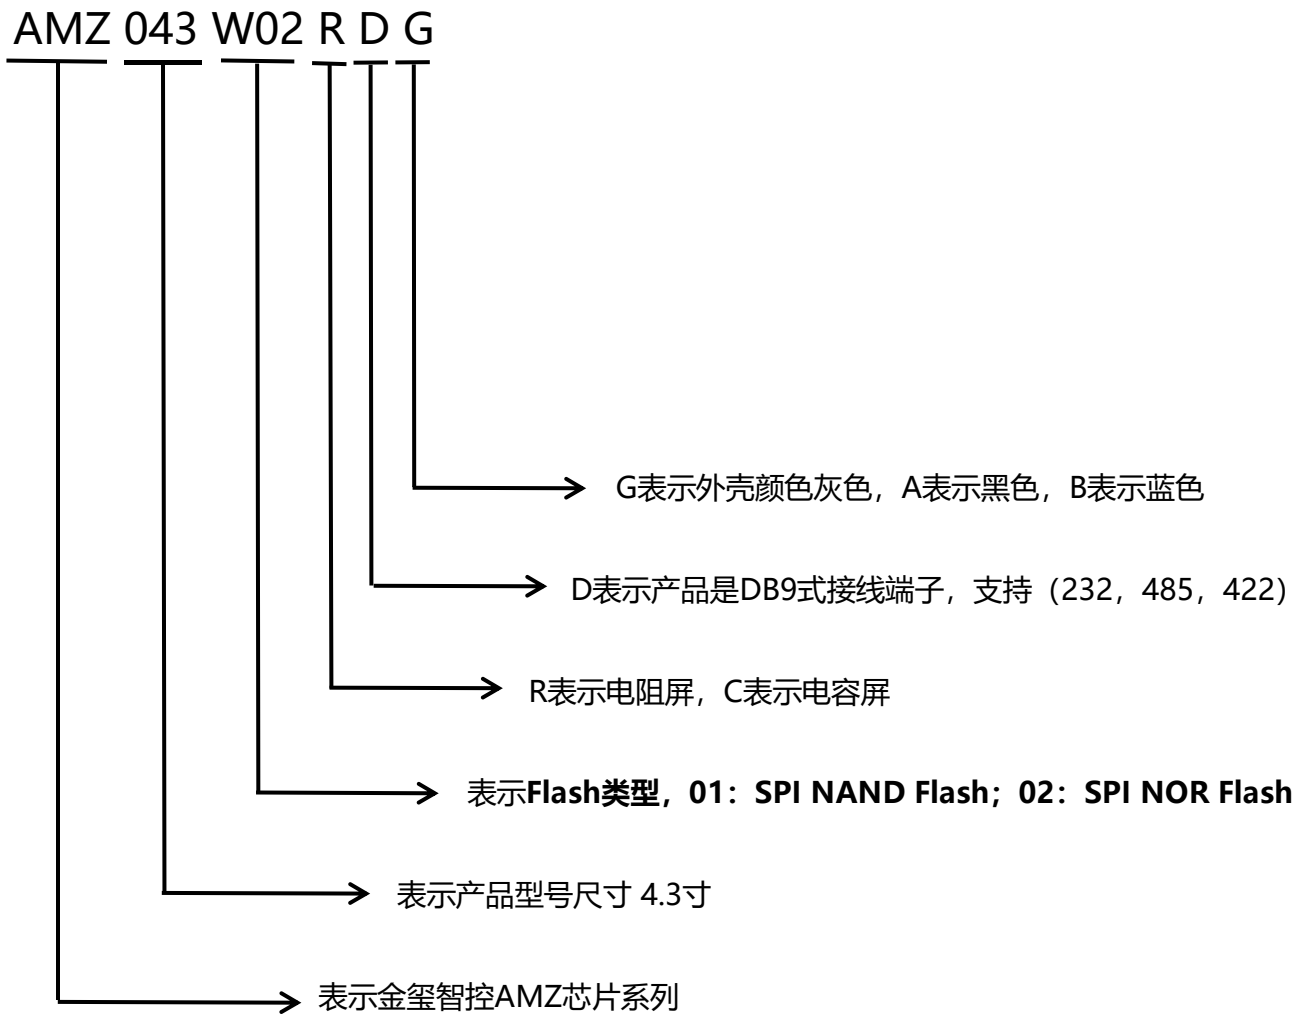 AMZ 043 W02 R D G
G表示外壳颜色灰色，A表示黑色，B表示蓝色
D表示产品是DB9式接线端子，支持（232，485，422）
R表示电阻屏，C表示电容屏
表示Flash类型，01：SPI NAND Flash；02：SPI NOR Flash
表示产品型号尺寸 4.3寸
表示金玺智控AMZ芯片系列